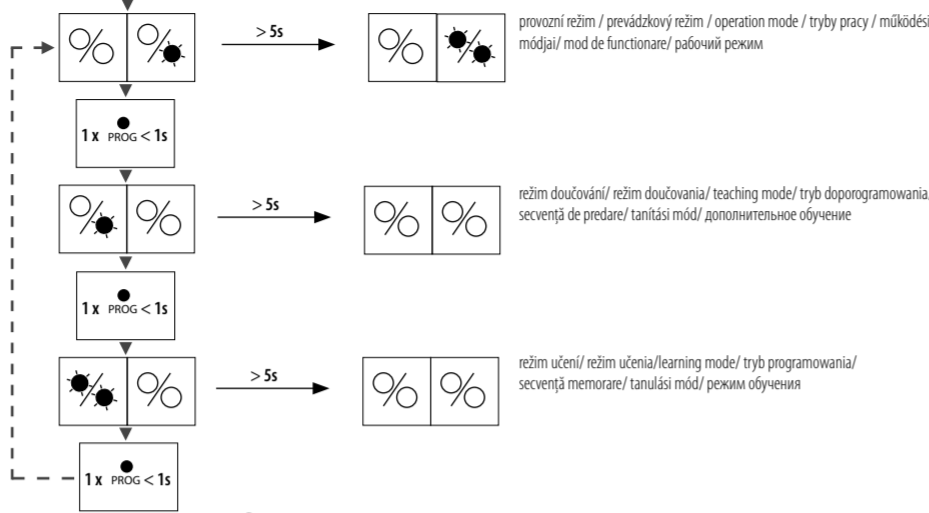 > 5s
provozní režim / prevádzkový režim / operation mode / tryby pracy / működési
módjai/ mod de functionare/ рабочий режим
1 x PROG < 1s
> 5s
režim doučování/ režim doučovania/ teaching mode/ tryb doporogramowania/
secvență de predare/ tanítási mód/ дополнительное обучение
1 x PROG < 1s
> 5s
režim učení/ režim učenia/learning mode/ tryb programowania/
secvență memorare/ tanulási mód/ режим обучения
1 x PROG < 1s